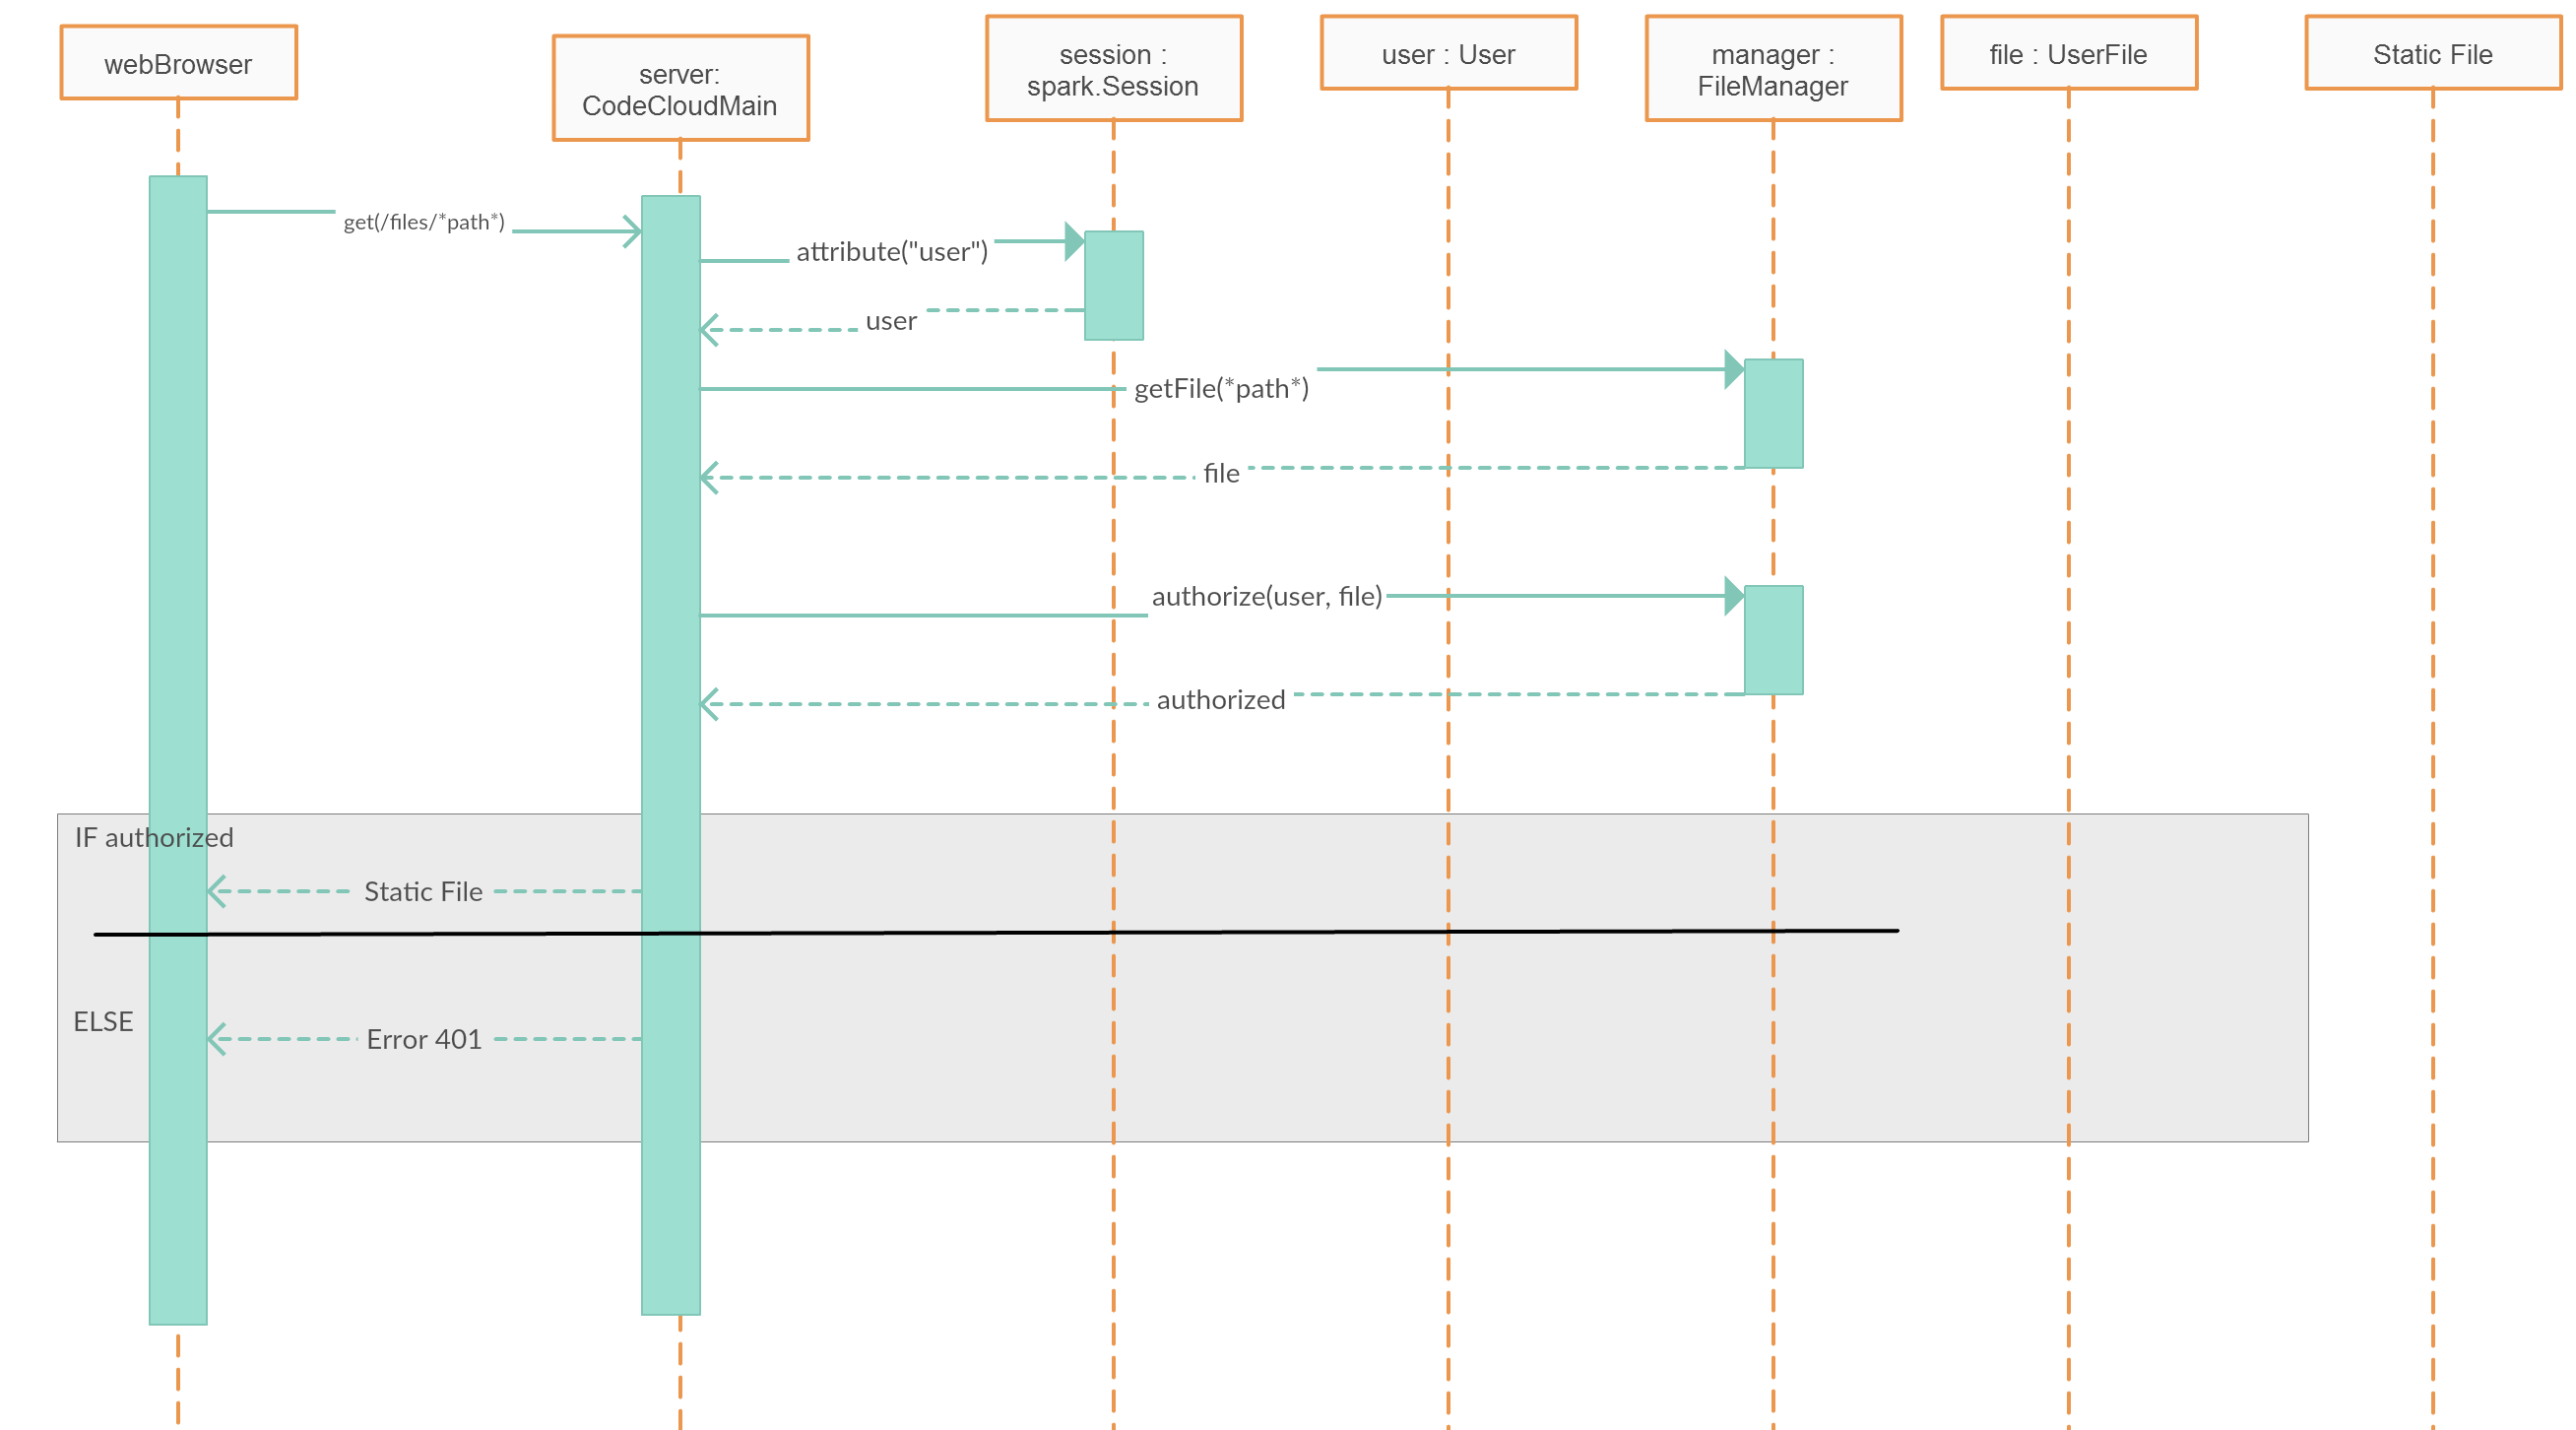 webBrowser
server:
CodeCloudMain
session :
spark.Session
user : User
manager :
FileManager
file : UserFile
Static File
get(/files/*path*)
attribute("user")
user
getFile(*path*)
file
authorize(user, file)
authorized
IF authorized
Static File
ELSE
Error 401